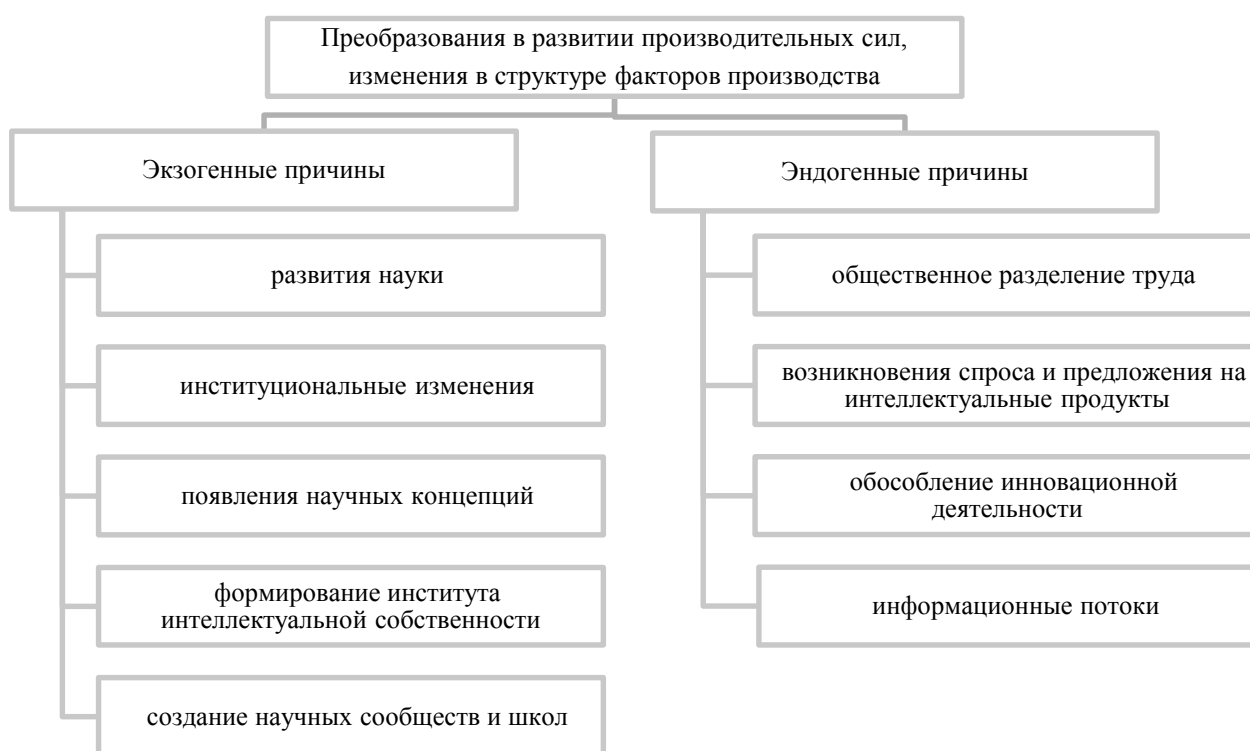 Преобразования в развитии производительных сил,
изменения в структуре факторов производства
Экзогенные причины
развития науки
институциональные изменения
появления научных концепций
формирование института
интеллектуальной собственности
создание научных сообществ и школ
Эндогенные причины
общественное разделение труда
возникновения спроса и предложения на
интеллектуальные продукты
обособление инновационной
деятельности
информационные потоки